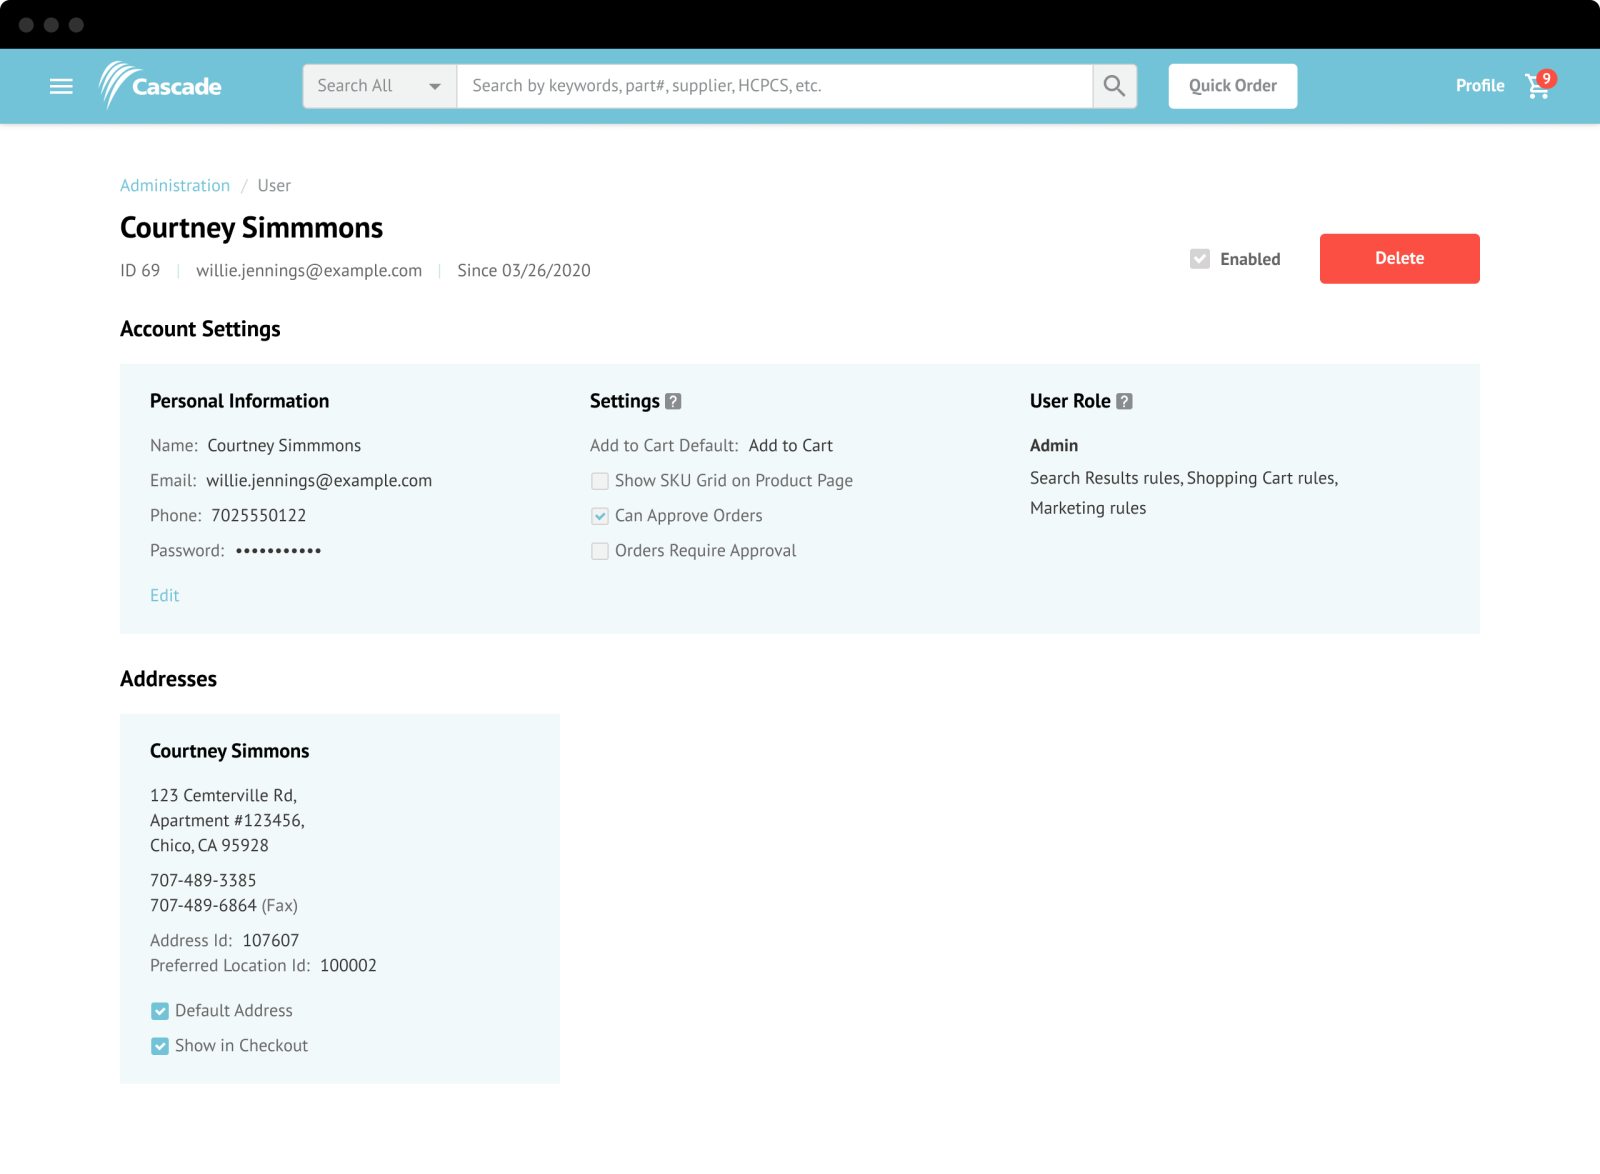 Cascade
Search All
Search by keywords, part#, supplier, HCPCS, etc.
Quick Order
Profile
9
Administration / User
Courtney Simmmons
ID 69 | willie.jennings@example.com | Since 03/26/2020
Enabled
Delete
Account Settings
Personal Information
Name: Courtney Simmmons
Email: willie.jennings@example.com
Phone: 7025550122
Password: •••••••••••
Edit
Settings ?
Add to Cart Default: Add to Cart
Show SKU Grid on Product Page
Can Approve Orders
Orders Require Approval
User Role ?
Admin
Search Results rules, Shopping Cart rules,
Marketing rules
Addresses
Courtney Simmons
123 Cemterville Rd,
Apartment #123456,
Chico, CA 95928
707-489-3385
707-489-6864 (Fax)
Address Id: 107607
Preferred Location Id: 100002
Default Address
Show in Checkout